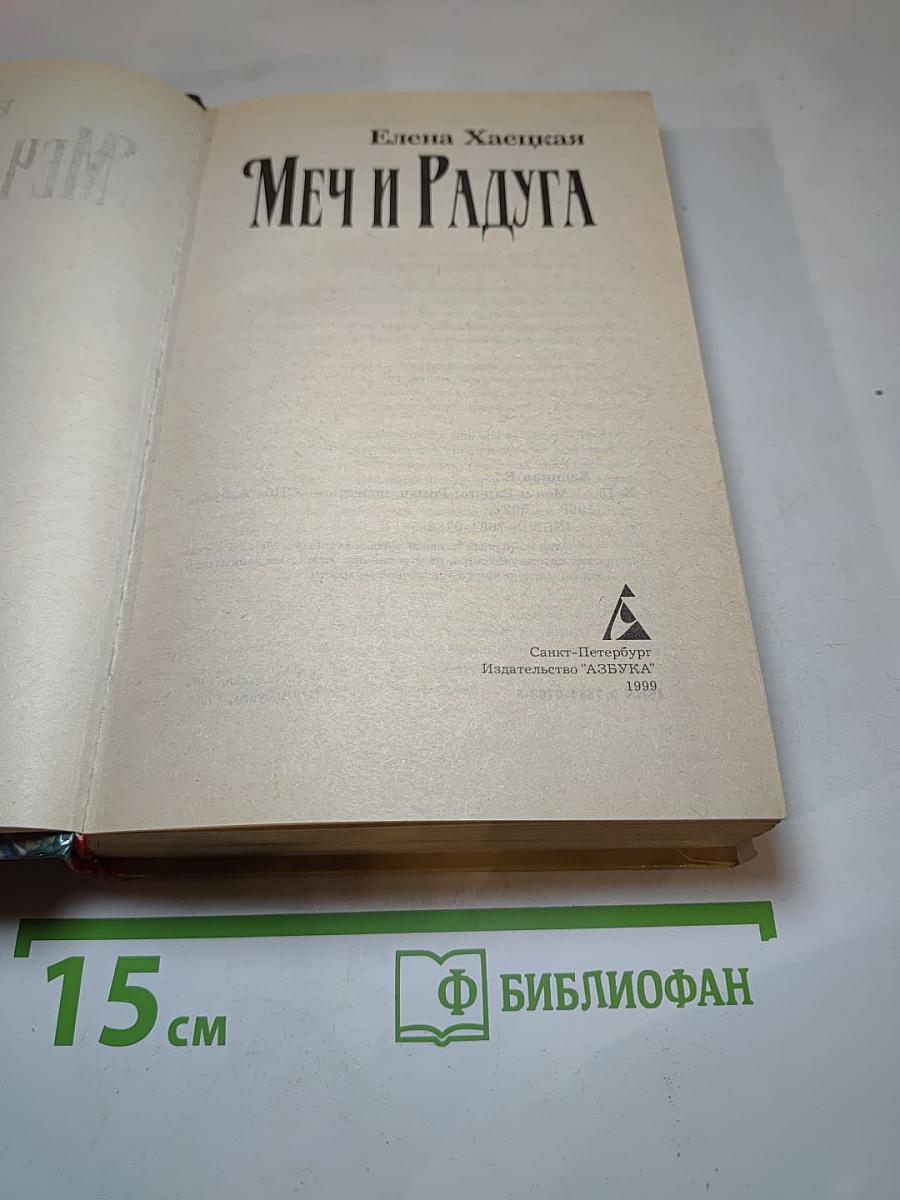 Елена Хаецкая
Меч и Радуга
Санкт-Петербург
Издательство "АЗБУКА"
1999
15 см
Ф БИБЛИОФАН